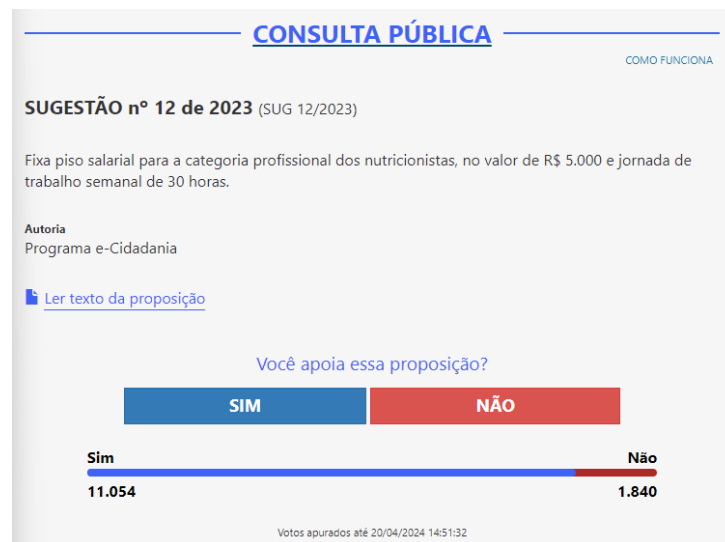 CONSULTA PÚBLICA
COMO FUNCIONA
SUGESTÃO nº 12 de 2023 (SUG 12/2023)
Fixa piso salarial para a categoria profissional dos nutricionistas, no valor de R$ 5.000 e jornada de
trabalho semanal de 30 horas.
Autoria
Programa e-Cidadania
Ler texto da proposição
Você apoia essa proposição?
SIM NÃO
Sim Não
11.054 1.840
Votos apurados até 20/04/2024 14:51:32